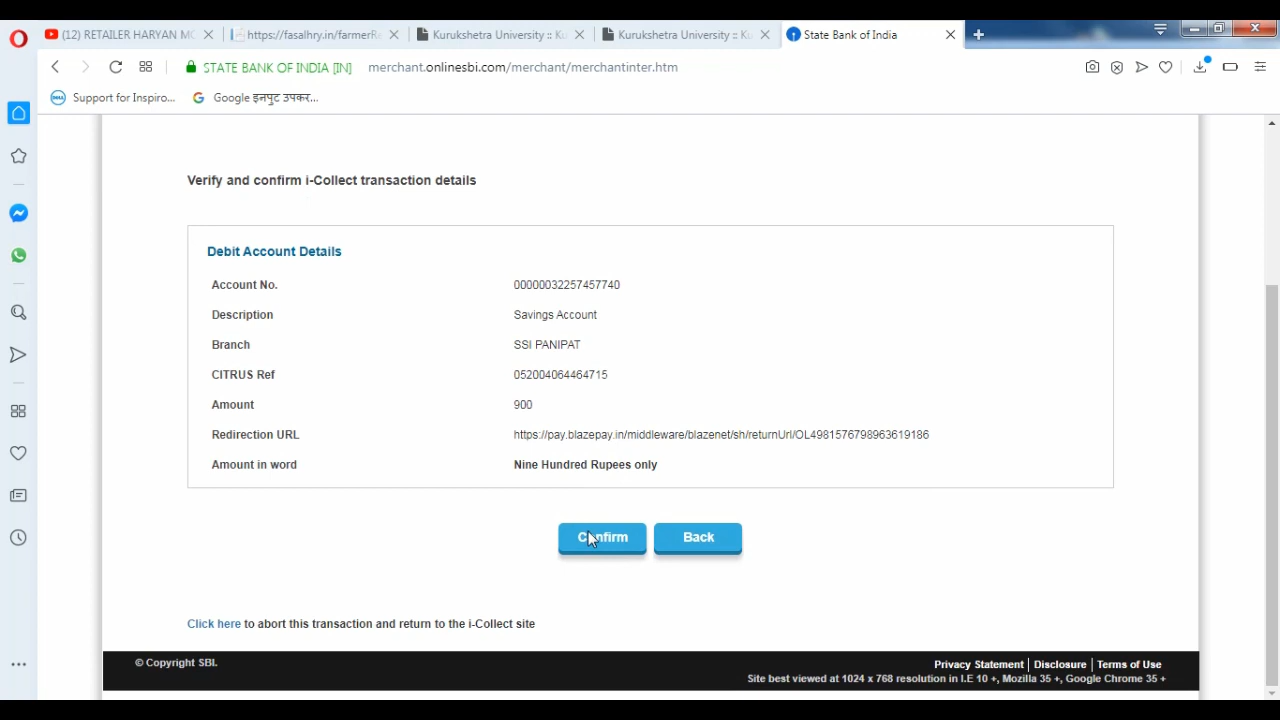 (12) RETAILER HARYAN MC
https://fasalhry.in/farmerRe
Kurukshetra University :: Ku
Kurukshetra University :: Ku
State Bank of India
STATE BANK OF INDIA [IN]
merchant.onlinesbi.com/merchant/merchantinter.htm
Support for Inspiro...
Google इनपुट उपकर...
Verify and confirm i-Collect transaction details
Debit Account Details
Account No. 00000032257457740
Description Savings Account
Branch SSI PANIPAT
CITRUS Ref 052004064464715
Amount 900
Redirection URL https://pay.blazepay.in/middleware/blazenet/sh/returnUrl/OL4981576798963619186
Amount in word Nine Hundred Rupees only
Confirm Back
Click here to abort this transaction and return to the i-Collect site
© Copyright SBI.
Privacy Statement | Disclosure | Terms of Use
Site best viewed at 1024 x 768 resolution in I.E 10 +, Mozilla 35 +, Google Chrome 35 +